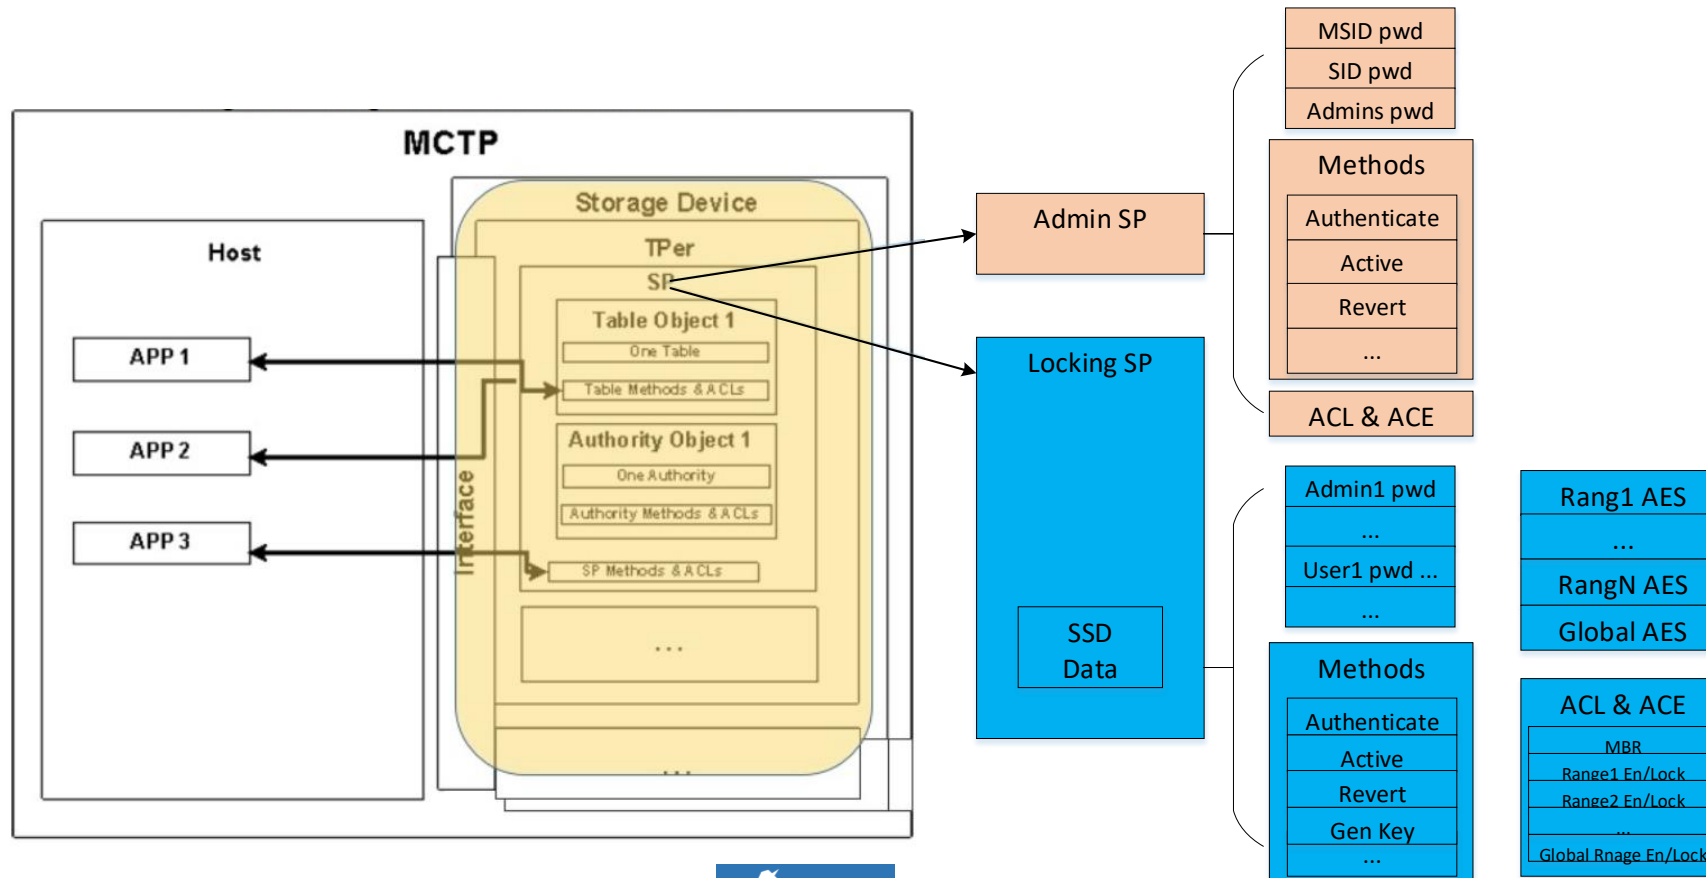 MCTP
Host
APP 1
APP 2
APP 3
Interface
Storage Device
TPer
SP
Table Object 1
One Table
Table Methods & ACLs
Authority Object 1
One Authority
Authority Methods & ACLs
SP Methods & ACLs
...
...
Admin SP
Locking SP
SSD
Data
MSID pwd
SID pwd
Admins pwd
Methods
Authenticate
Active
Revert
...
ACL & ACE
Admin1 pwd
...
User1 pwd ...
...
Methods
Authenticate
Active
Revert
Gen Key
...
Rang1 AES
...
RangN AES
Global AES
ACL & ACE
MBR
Range1 En/Lock
Range2 En/Lock
...
Global Rnage En/Lock